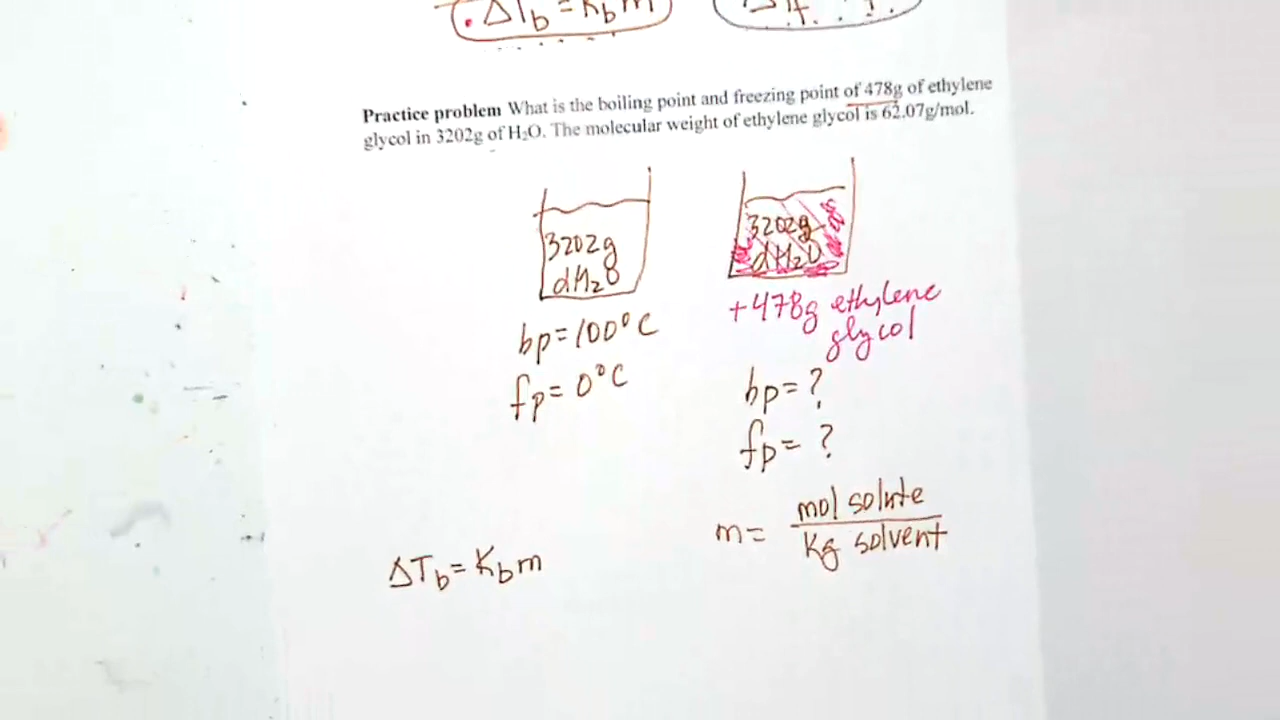 ΔTb = Kb m
Practice problem What is the boiling point and freezing point of 478g of ethylene
glycol in 3202g of H₂O. The molecular weight of ethylene glycol is 62.07g/mol.
3202g
dH₂O
bp=100°C
fp= 0°C
3202g
dH₂O
+478g ethylene
glycol
bp=?
fp= ?
m= mol solute
Kg solvent
ΔTb= Kbm